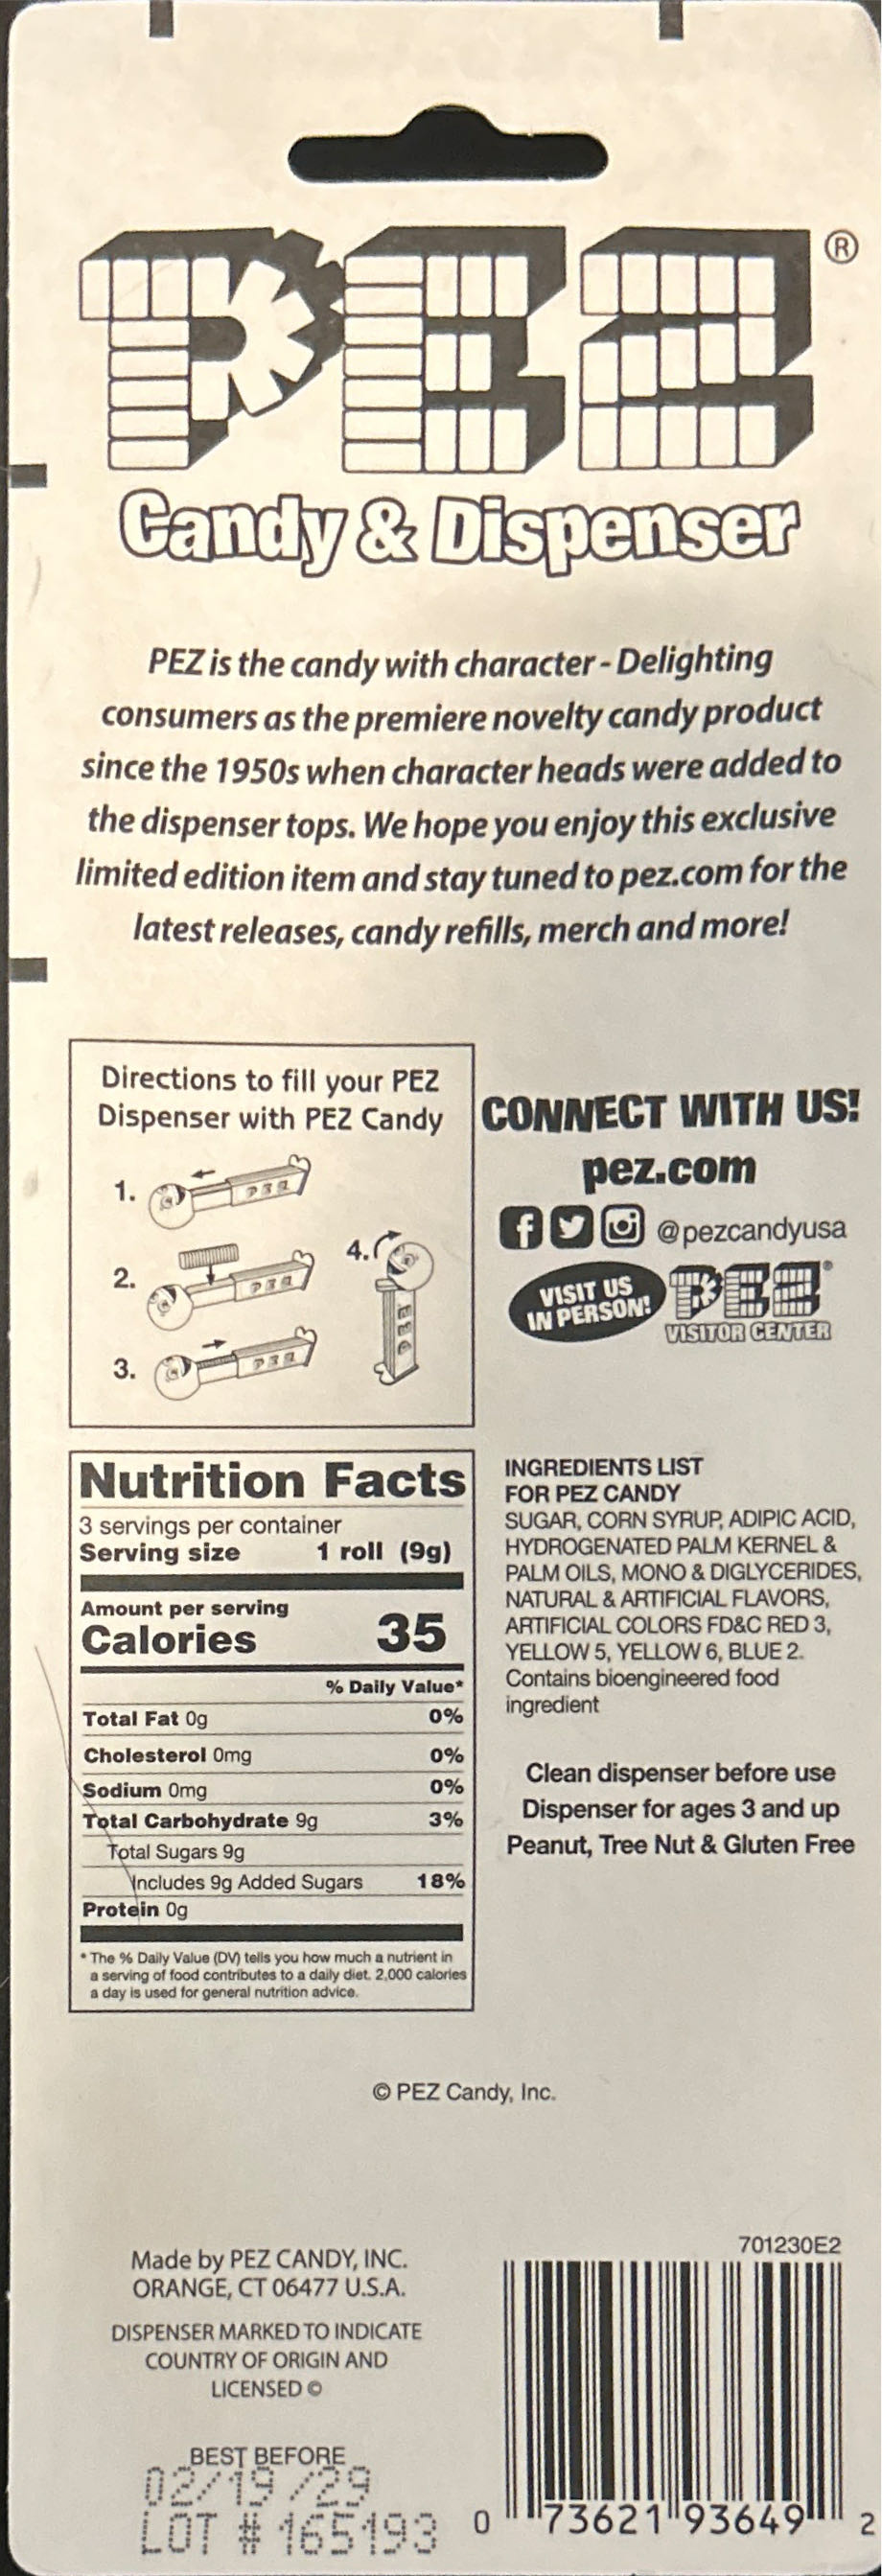 PEZ®
Candy & Dispenser
PEZ is the candy with character - Delighting
consumers as the premiere novelty candy product
since the 1950s when character heads were added to
the dispenser tops. We hope you enjoy this exclusive
limited edition item and stay tuned to pez.com for the
latest releases, candy refills, merch and more!
Directions to fill your PEZ
Dispenser with PEZ Candy
1.
PEZ
2.
PEZ
3.
PEZ
4.
PEZ
CONNECT WITH US!
pez.com
@pezcandyusa
VISIT US
IN PERSON!
PEZ®
VISITOR CENTER
Nutrition Facts
3 servings per container
Serving size 1 roll (9g)
Amount per serving
Calories 35
% Daily Value*
Total Fat 0g 0%
Cholesterol 0mg 0%
Sodium 0mg 0%
Total Carbohydrate 9g 3%
Total Sugars 9g
Includes 9g Added Sugars 18%
Protein 0g
* The % Daily Value (DV) tells you how much a nutrient in
a serving of food contributes to a daily diet. 2,000 calories
a day is used for general nutrition advice.
INGREDIENTS LIST
FOR PEZ CANDY
SUGAR, CORN SYRUP, ADIPIC ACID,
HYDROGENATED PALM KERNEL &
PALM OILS, MONO & DIGLYCERIDES,
NATURAL & ARTIFICIAL FLAVORS,
ARTIFICIAL COLORS FD&C RED 3,
YELLOW 5, YELLOW 6, BLUE 2.
Contains bioengineered food
ingredient
Clean dispenser before use
Dispenser for ages 3 and up
Peanut, Tree Nut & Gluten Free
© PEZ Candy, Inc.
Made by PEZ CANDY, INC.
ORANGE, CT 06477 U.S.A.
DISPENSER MARKED TO INDICATE
COUNTRY OF ORIGIN AND
LICENSED ©
BEST BEFORE
02/19/29
LOT # 165193
701230E2
0 73621 93649 2